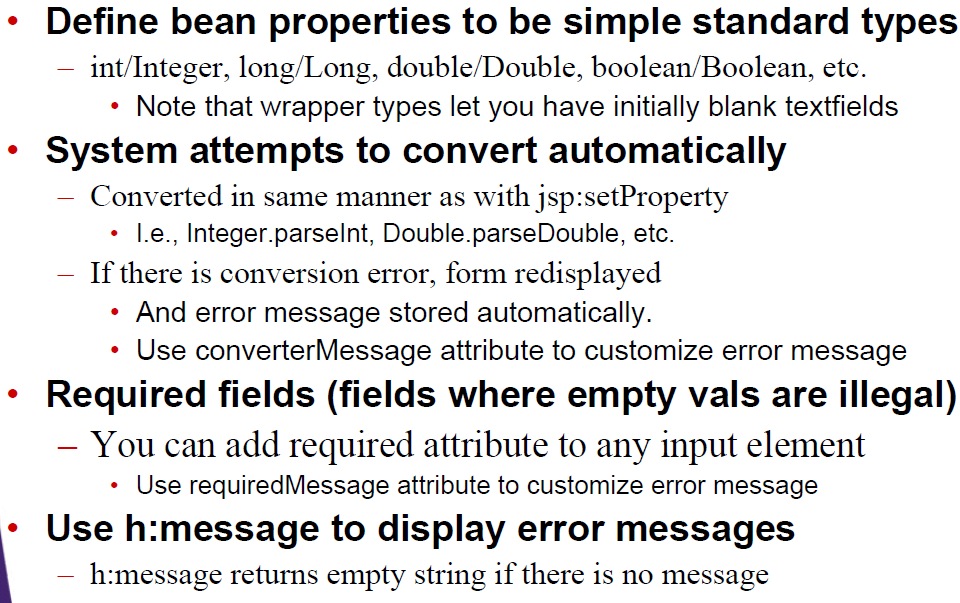 • Define bean properties to be simple standard types
– int/Integer, long/Long, double/Double, boolean/Boolean, etc.
• Note that wrapper types let you have initially blank textfields
• System attempts to convert automatically
– Converted in same manner as with jsp:setProperty
• I.e., Integer.parseInt, Double.parseDouble, etc.
– If there is conversion error, form redisplayed
• And error message stored automatically.
• Use converterMessage attribute to customize error message
• Required fields (fields where empty vals are illegal)
– You can add required attribute to any input element
• Use requiredMessage attribute to customize error message
• Use h:message to display error messages
– h:message returns empty string if there is no message